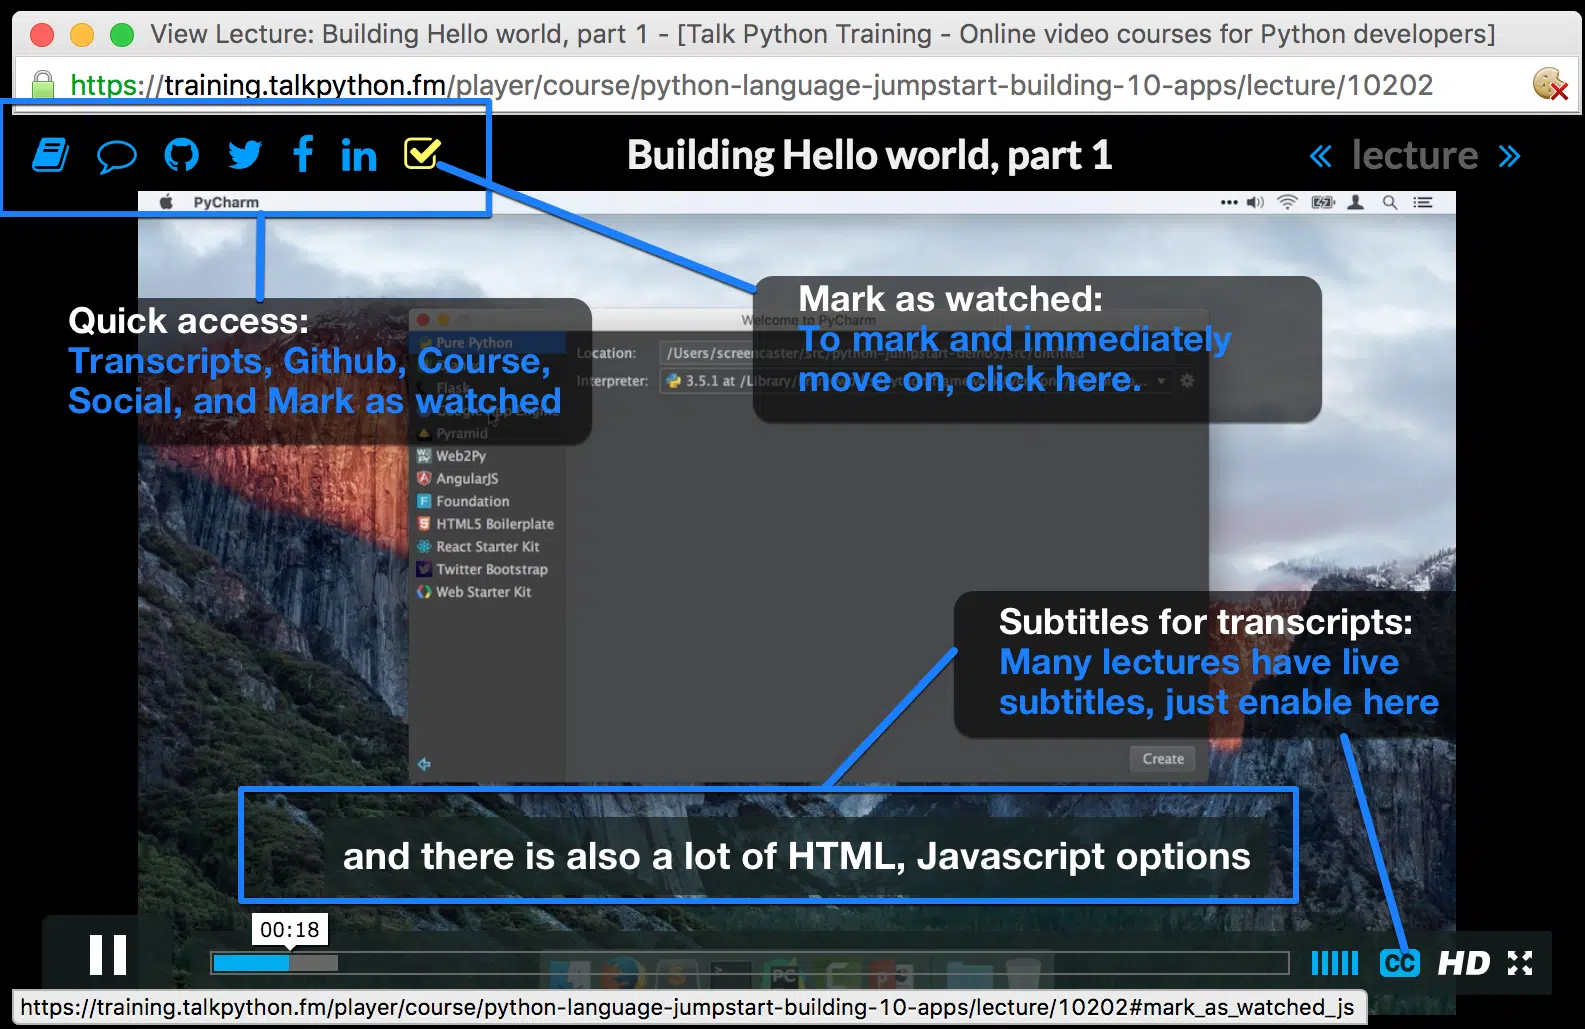 View Lecture: Building Hello world, part 1 - [Talk Python Training - Online video courses for Python developers]
https://training.talkpython.fm/player/course/python-language-jumpstart-building-10-apps/lecture/10202
Building Hello world, part 1
« lecture »
PyCharm
Quick access:
Transcripts, Github, Course,
Social, and Mark as watched
Mark as watched:
To mark and immediately
move on, click here.
Welcome to PyCharm
Pure Python
Location:
/Users/screencaster/src/python-jumpstart-demos/src/untitled
Flask
Interpreter:
3.5.1 at /Library/
Pyramid
Web2Py
AngularJS
Foundation
HTML5 Boilerplate
React Starter Kit
Twitter Bootstrap
Web Starter Kit
Subtitles for transcripts:
Many lectures have live
subtitles, just enable here
Create
and there is also a lot of HTML, Javascript options
00:18
CC HD
https://training.talkpython.fm/player/course/python-language-jumpstart-building-10-apps/lecture/10202#mark_as_watched_js